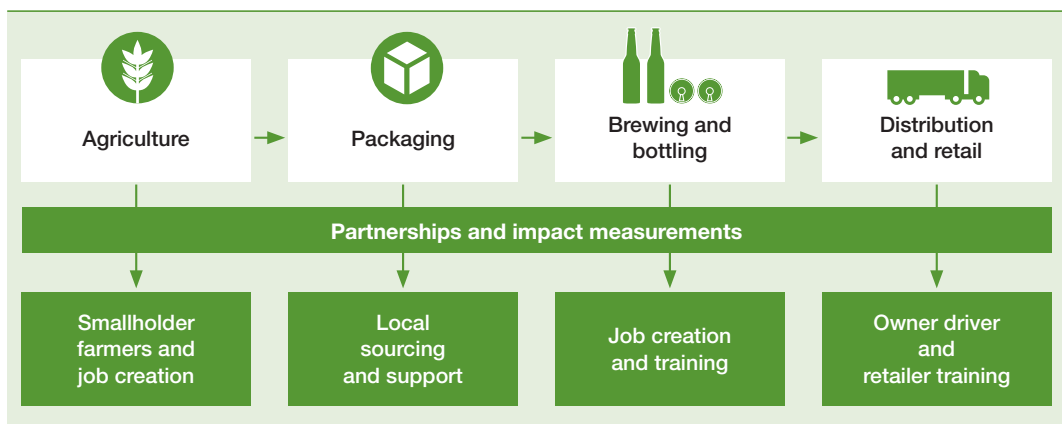 Agriculture
Packaging
Brewing and
bottling
Distribution
and retail
Partnerships and impact measurements
Smallholder
farmers and
job creation
Local
sourcing
and support
Job creation
and training
Owner driver
and
retailer training